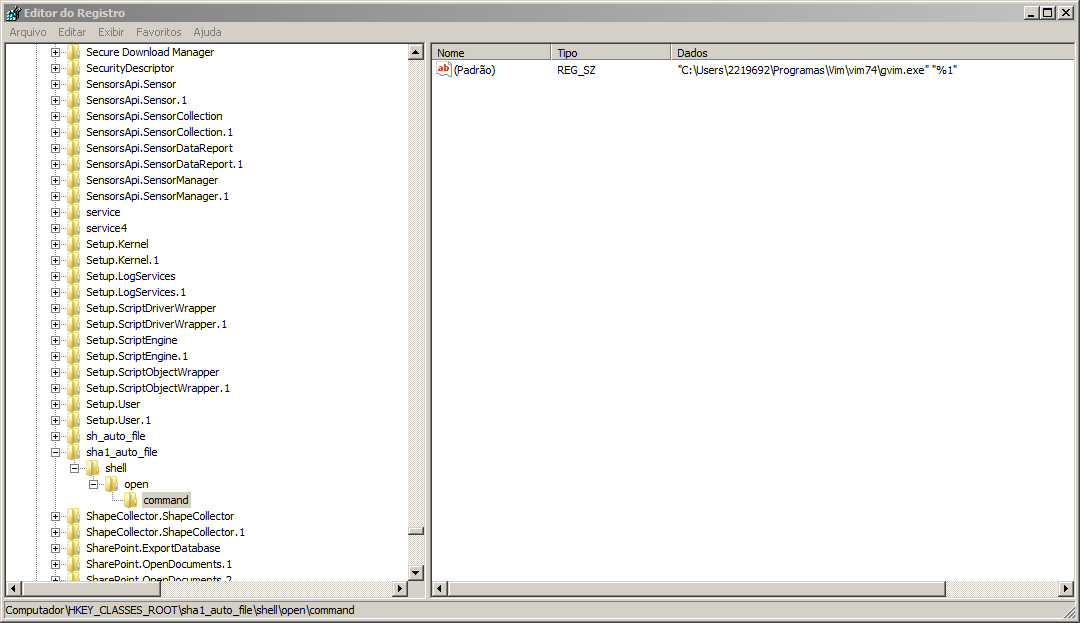 Editor do Registro
Arquivo Editar Exibir Favoritos Ajuda
Secure Download Manager
SecurityDescriptor
SensorsApi.Sensor
SensorsApi.Sensor.1
SensorsApi.SensorCollection
SensorsApi.SensorCollection.1
SensorsApi.SensorDataReport
SensorsApi.SensorDataReport.1
SensorsApi.SensorManager
SensorsApi.SensorManager.1
service
service4
Setup.Kernel
Setup.Kernel.1
Setup.LogServices
Setup.LogServices.1
Setup.ScriptDriverWrapper
Setup.ScriptDriverWrapper.1
Setup.ScriptEngine
Setup.ScriptEngine.1
Setup.ScriptObjectWrapper
Setup.ScriptObjectWrapper.1
Setup.User
Setup.User.1
sh_auto_file
sha1_auto_file
shell
open
command
ShapeCollector.ShapeCollector
ShapeCollector.ShapeCollector.1
SharePoint.ExportDatabase
SharePoint.OpenDocuments.1
SharePoint.OpenDocuments.2
Nome Tipo Dados
ab (Padrão) REG_SZ "C:\Users\2219692\Programas\Vim\vim74\gvim.exe" "%1"
Computador\HKEY_CLASSES_ROOT\sha1_auto_file\shell\open\command